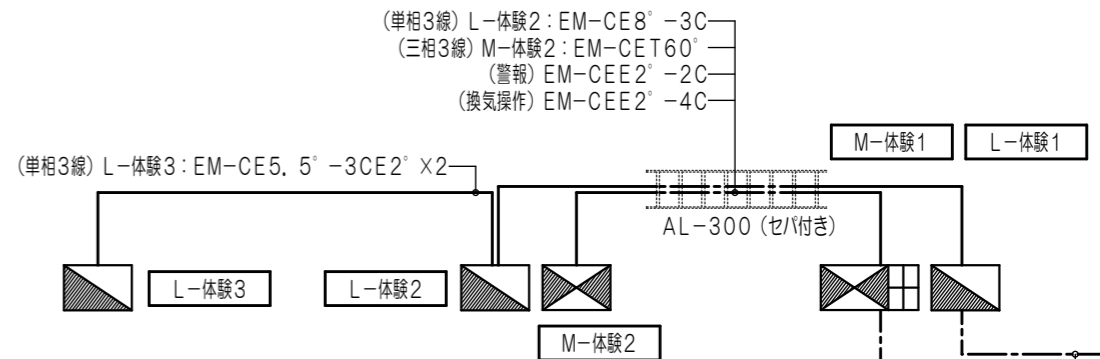 (単相3線) L−体験2:EM−CE8°−3C
(三相3線) M−体験2:EM−CET60°
(警報) EM−CEE2°−2C
(換気操作) EM−CEE2°−4C
M−体験1
L−体験1
(単相3線) L−体験3:EM−CE5.5°−3CE2°×2
AL−300 (セパ付き)
L−体験3
L−体験2
M−体験2